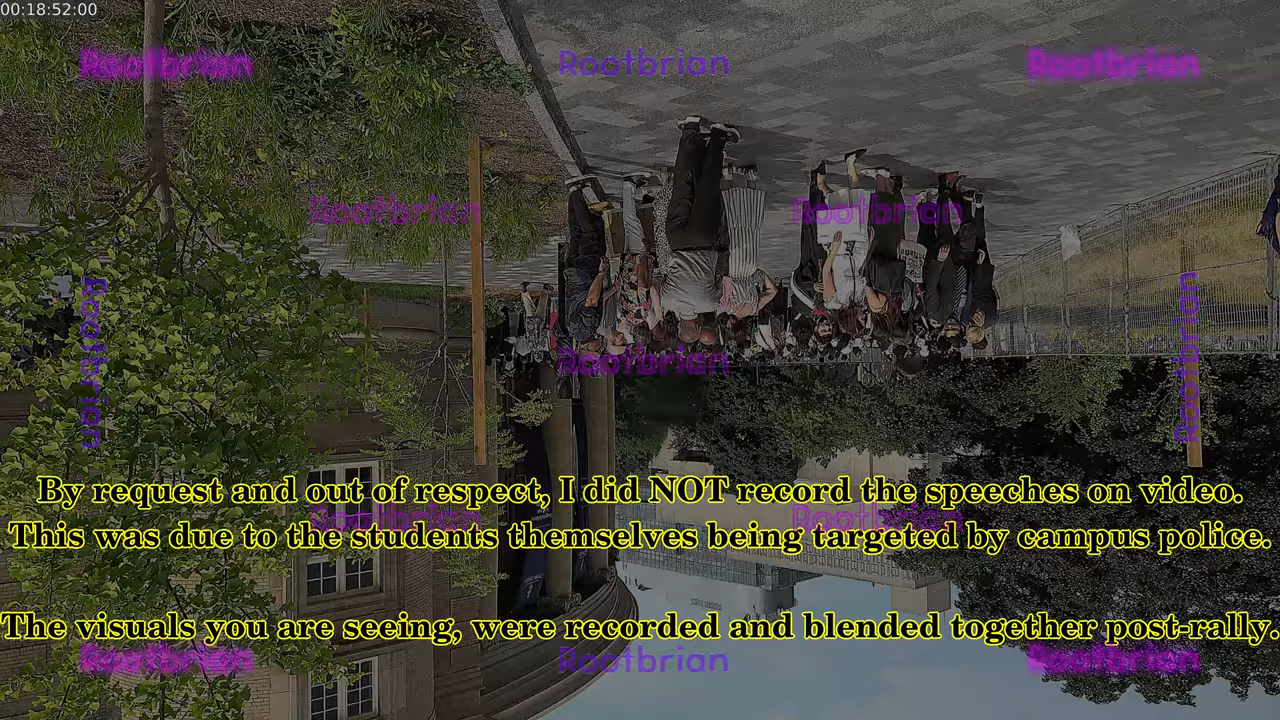 00:18:52:00
Rootbrian Rootbrian Rootbrian
Rootbrian Rootbrian
Rootbrian Rootbrian
Rootbrian
By request and out of respect, I did NOT record the speeches on video.
Rootbrian Rootbrian
This was due to the students themselves being targeted by campus police.
The visuals you are seeing, were recorded and blended together post-rally.
Rootbrian Rootbrian Rootbrian